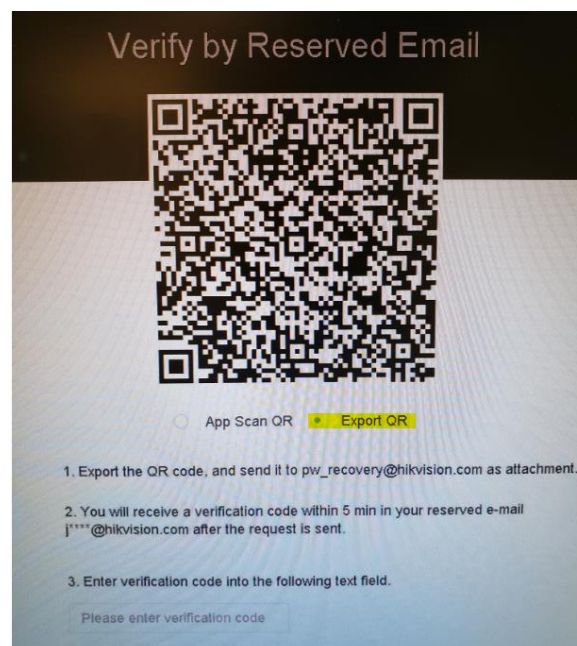 Verify by Reserved Email
App Scan QR Export QR
1. Export the QR code, and send it to pw_recovery@hikvision.com as attachment.
2. You will receive a verification code within 5 min in your reserved e-mail
j****@hikvision.com after the request is sent.
3. Enter verification code into the following text field.
Please enter verification code